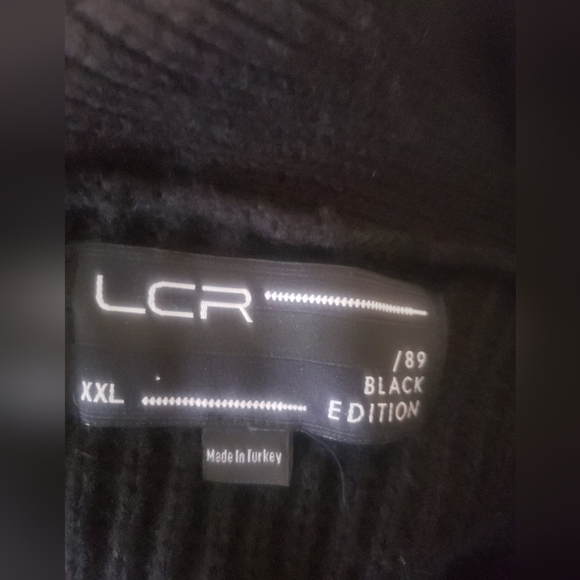 LCR
/89
XXL BLACK
EDITION
Made In Turkey